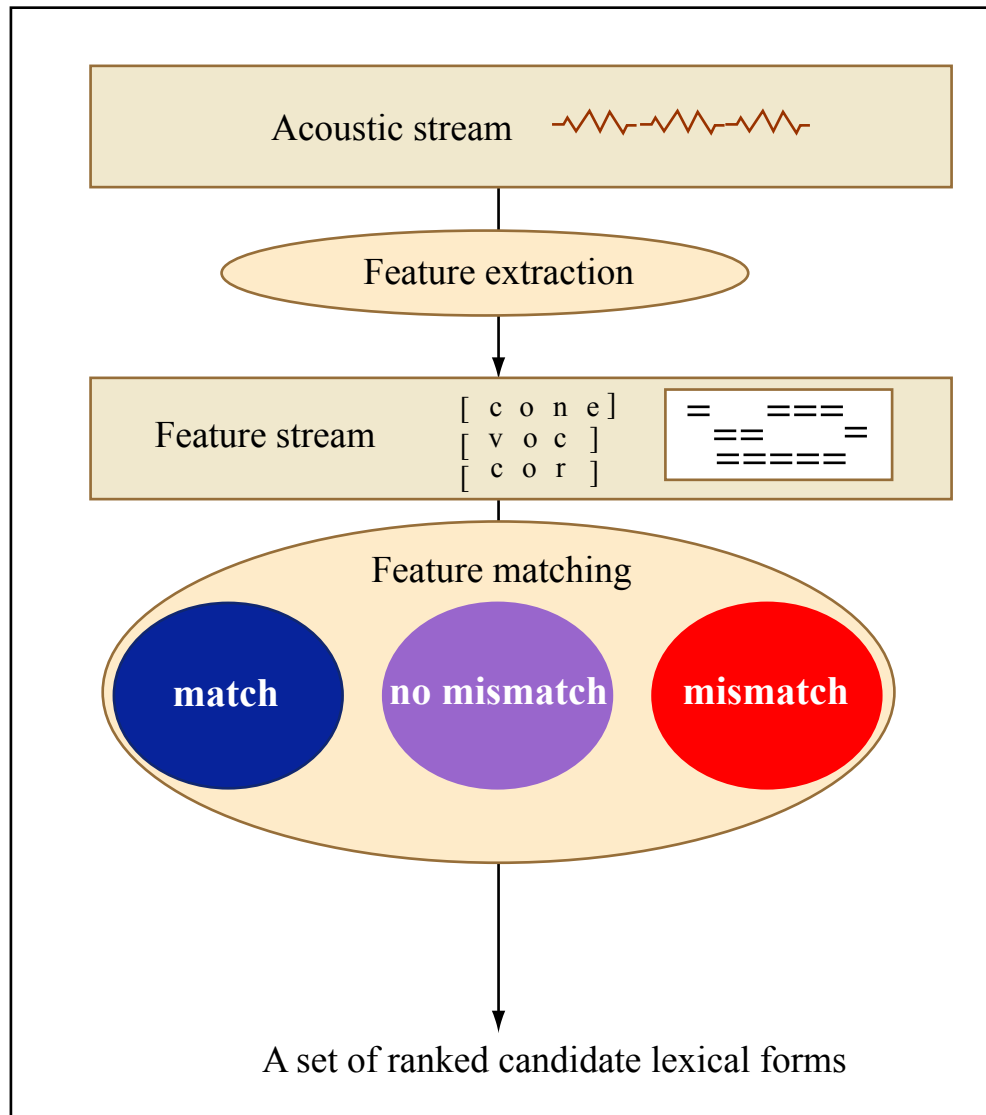 Acoustic stream
Feature extraction
Feature stream
[ c o n e ]
[ v o c ]
[ c o r ]
Feature matching
match
no mismatch
mismatch
A set of ranked candidate lexical forms